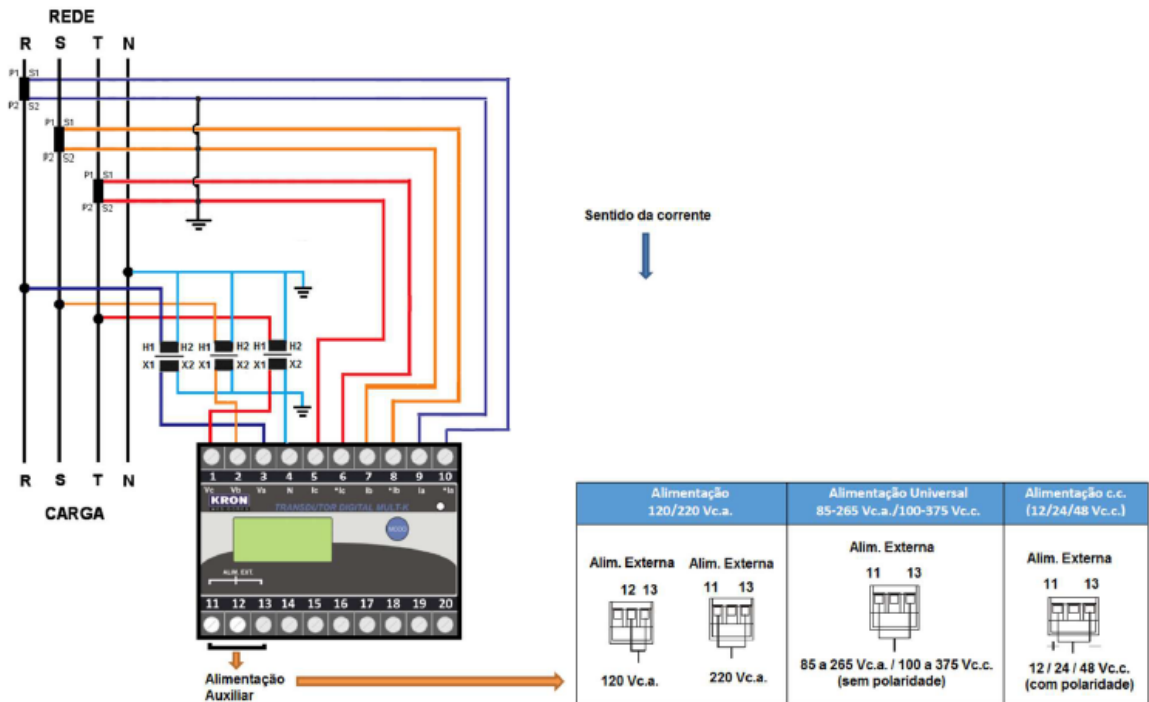 REDE
R S T N
P1 S1
P2 S2
P1 S1
P2 S2
P1 S1
P2 S2
Sentido da corrente
H1 H2 H1 H2 H1 H2
X1 X2 X1 X2 X1 X2
R S T N
CARGA
1 2 3 4 5 6 7 8 9 10
Vc Vb Va N Ic *Ic Ib *Ib Ia *Ia
KRON
TRANSDUTOR DIGITAL MULT-K
MODO
ALIM. EXT.
11 12 13 14 15 16 17 18 19 20
Alimentação
Auxiliar
Alimentação
120/220 Vc.a.
Alim. Externa
12 13
120 Vc.a.
Alim. Externa
11 13
220 Vc.a.
Alimentação Universal
85-265 Vc.a./100-375 Vc.c.
Alim. Externa
11 13
85 a 265 Vc.a. / 100 a 375 Vc.c.
(sem polaridade)
Alimentação c.c.
(12/24/48 Vc.c.)
Alim. Externa
11 13
12 / 24 / 48 Vc.c.
(com polaridade)